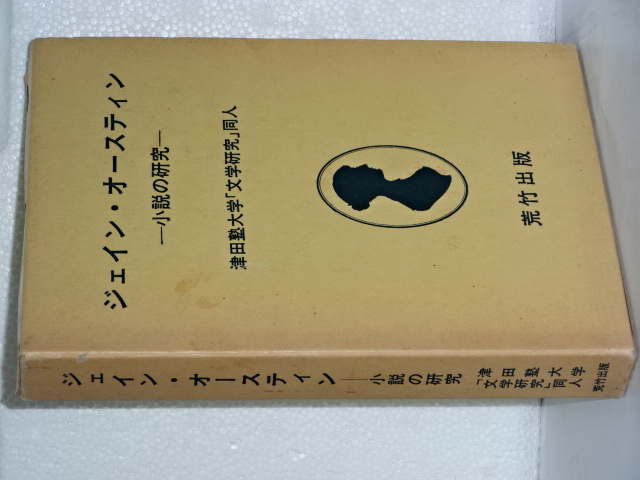 ジェイン・オースティン
―小説の研究―
津田塾大学「文学研究」同人
荒竹出版
ジェイン・オースティン―小説の研究
津田塾大学
「文学研究」同人
荒竹出版